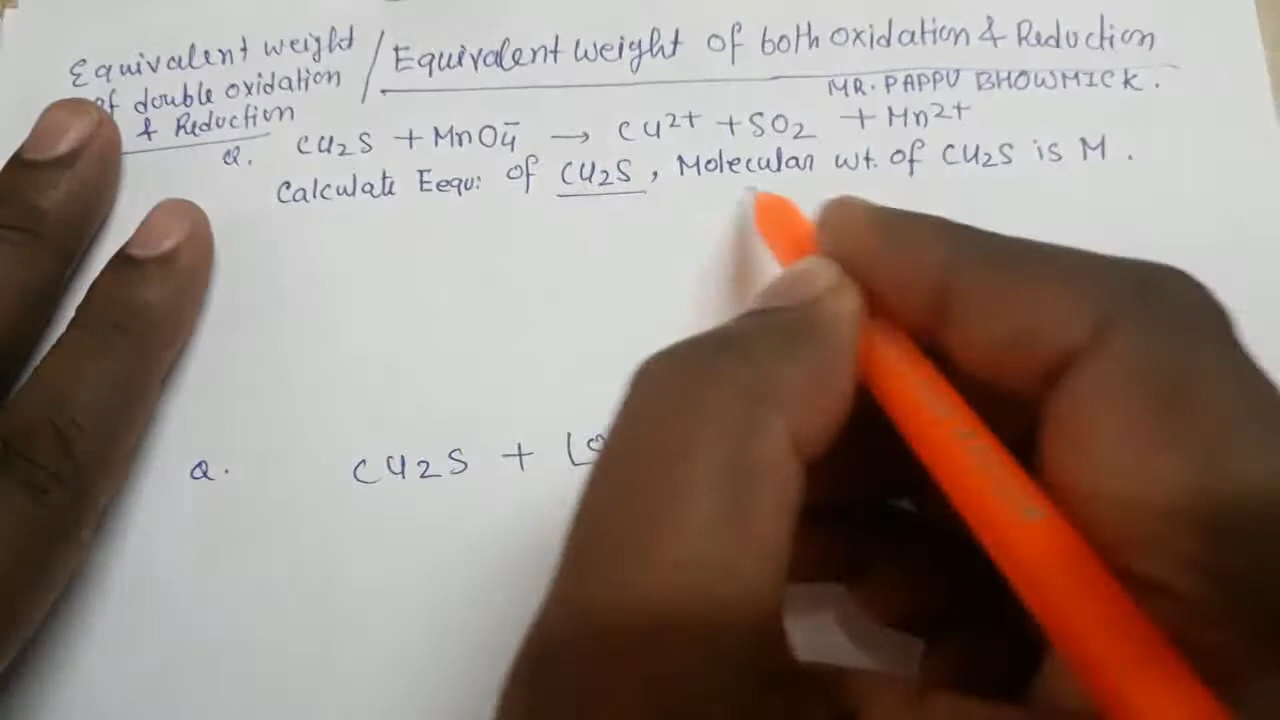 Equivalent weight
of double oxidation
& Reduction
/ Equivalent weight of both oxidation & Reduction
MR. PAPPU BHOWMICK.
Q. Cu2S + MnO4̄ → Cu2+ + SO2 + Mn2+
Calculate Eequ: of Cu2S, Molecular wt. of Cu2S is M.
Q. Cu2S + [O